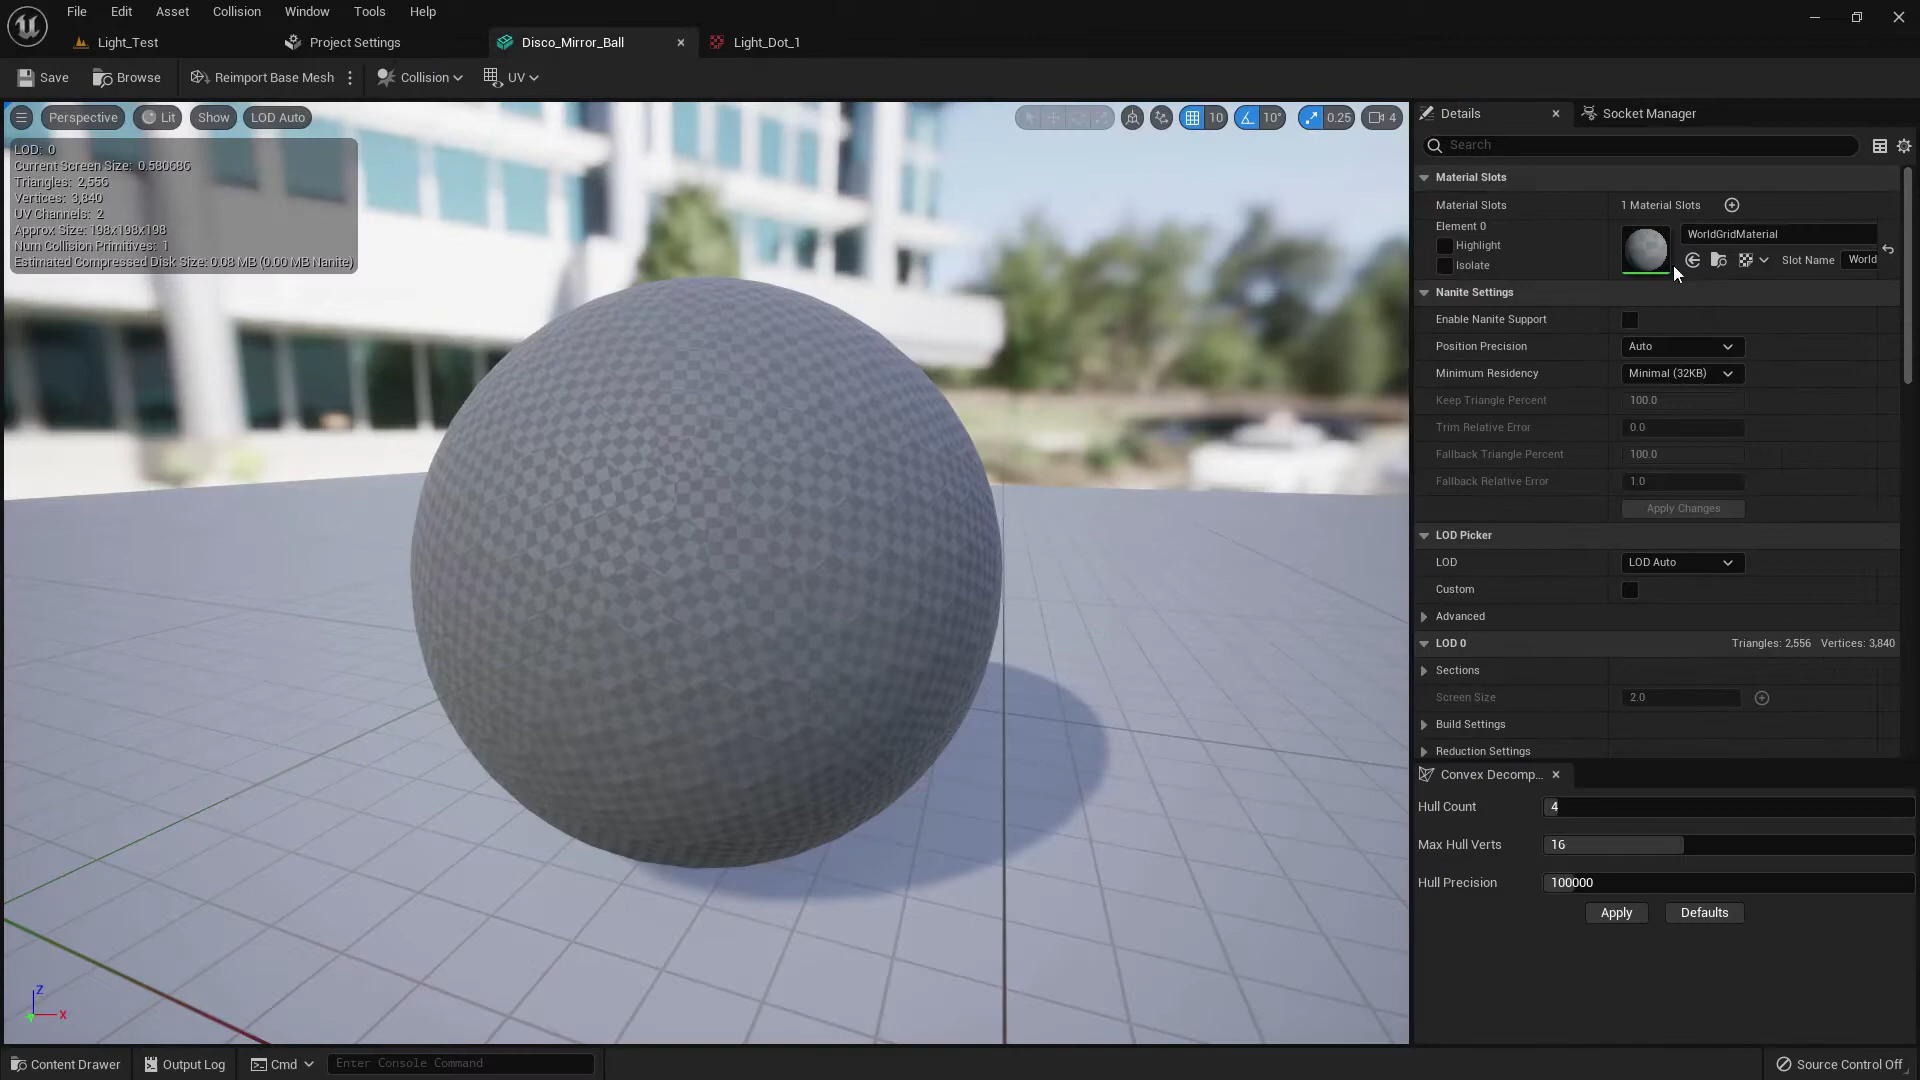 File Edit Asset Collision Window Tools Help
Light_Test Project Settings Disco_Mirror_Ball Light_Dot_1
Save Browse Reimport Base Mesh Collision UV
Perspective Lit Show LOD Auto 10 10° 0.25 4
LOD: 0
Current Screen Size: 0.580686
Triangles: 2,556
Vertices: 3,840
UV Channels: 2
Approx Size: 198x198x198
Num Collision Primitives: 1
Estimated Compressed Disk Size: 0.08 MB (0.00 MB Nanite)
Z
X
Details Socket Manager
Search
Material Slots
Material Slots 1 Material Slots
Element 0
WorldGridMaterial
Highlight
Isolate
Slot Name World
Nanite Settings
Enable Nanite Support
Position Precision Auto
Minimum Residency Minimal (32KB)
Keep Triangle Percent 100.0
Trim Relative Error 0.0
Fallback Triangle Percent 100.0
Fallback Relative Error 1.0
Apply Changes
LOD Picker
LOD LOD Auto
Custom
Advanced
LOD 0 Triangles: 2,556 Vertices: 3,840
Sections
Screen Size 2.0
Build Settings
Reduction Settings
Convex Decomp...
Hull Count 4
Max Hull Verts 16
Hull Precision 100000
Apply Defaults
Content Drawer Output Log Cmd Enter Console Command Source Control Off